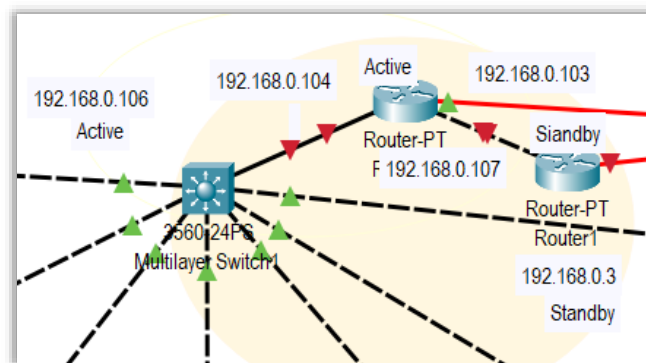 192.168.0.106
Active
192.168.0.104
Active
192.168.0.103
Router-PT
192.168.0.107
Siandby
Router-PT
Router1
3560-24PS
Multilayer Switch1
192.168.0.3
Standby